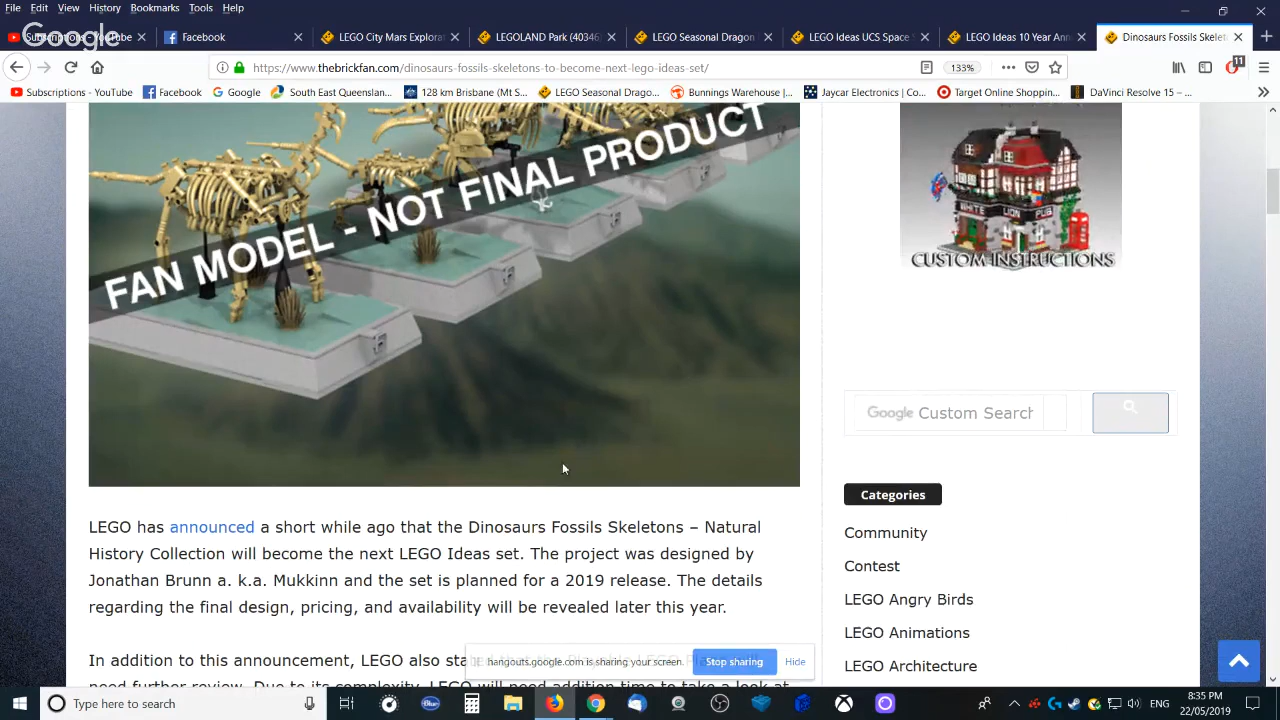 File Edit View History Bookmarks Tools Help
Google
Subscriptions - YouTube
Facebook
LEGO City Mars Explorat
LEGOLAND Park (40346)
LEGO Seasonal Dragon
LEGO Ideas UCS Space
LEGO Ideas 10 Year Ann
Dinosaurs Fossils Skelet
https://www.thebrickfan.com/dinosaurs-fossils-skeletons-to-become-next-lego-ideas-set/
133%
11
Subscriptions - YouTube Facebook Google South East Queenslan... 128 km Brisbane (Mt S... LEGO Seasonal Drago... Bunnings Warehouse |... Jaycar Electronics | Co... Target Online Shoppin... DaVinci Resolve 15 – ...
FAN MODEL - NOT FINAL PRODUCT
WHITE LION PUB
CUSTOM INSTRUCTIONS
Google Custom Search
LEGO has announced a short while ago that the Dinosaurs Fossils Skeletons – Natural
History Collection will become the next LEGO Ideas set. The project was designed by
Jonathan Brunn a. k.a. Mukkinn and the set is planned for a 2019 release. The details
regarding the final design, pricing, and availability will be revealed later this year.
In addition to this announcement, LEGO also
need further review. Due to its complexity, LEGO will need addition time to take a look at
Categories
Community
Contest
LEGO Angry Birds
LEGO Animations
LEGO Architecture
hangouts.google.com is sharing your screen.
Stop sharing
Hide
Type here to search
ENG
8:35 PM
22/05/2019